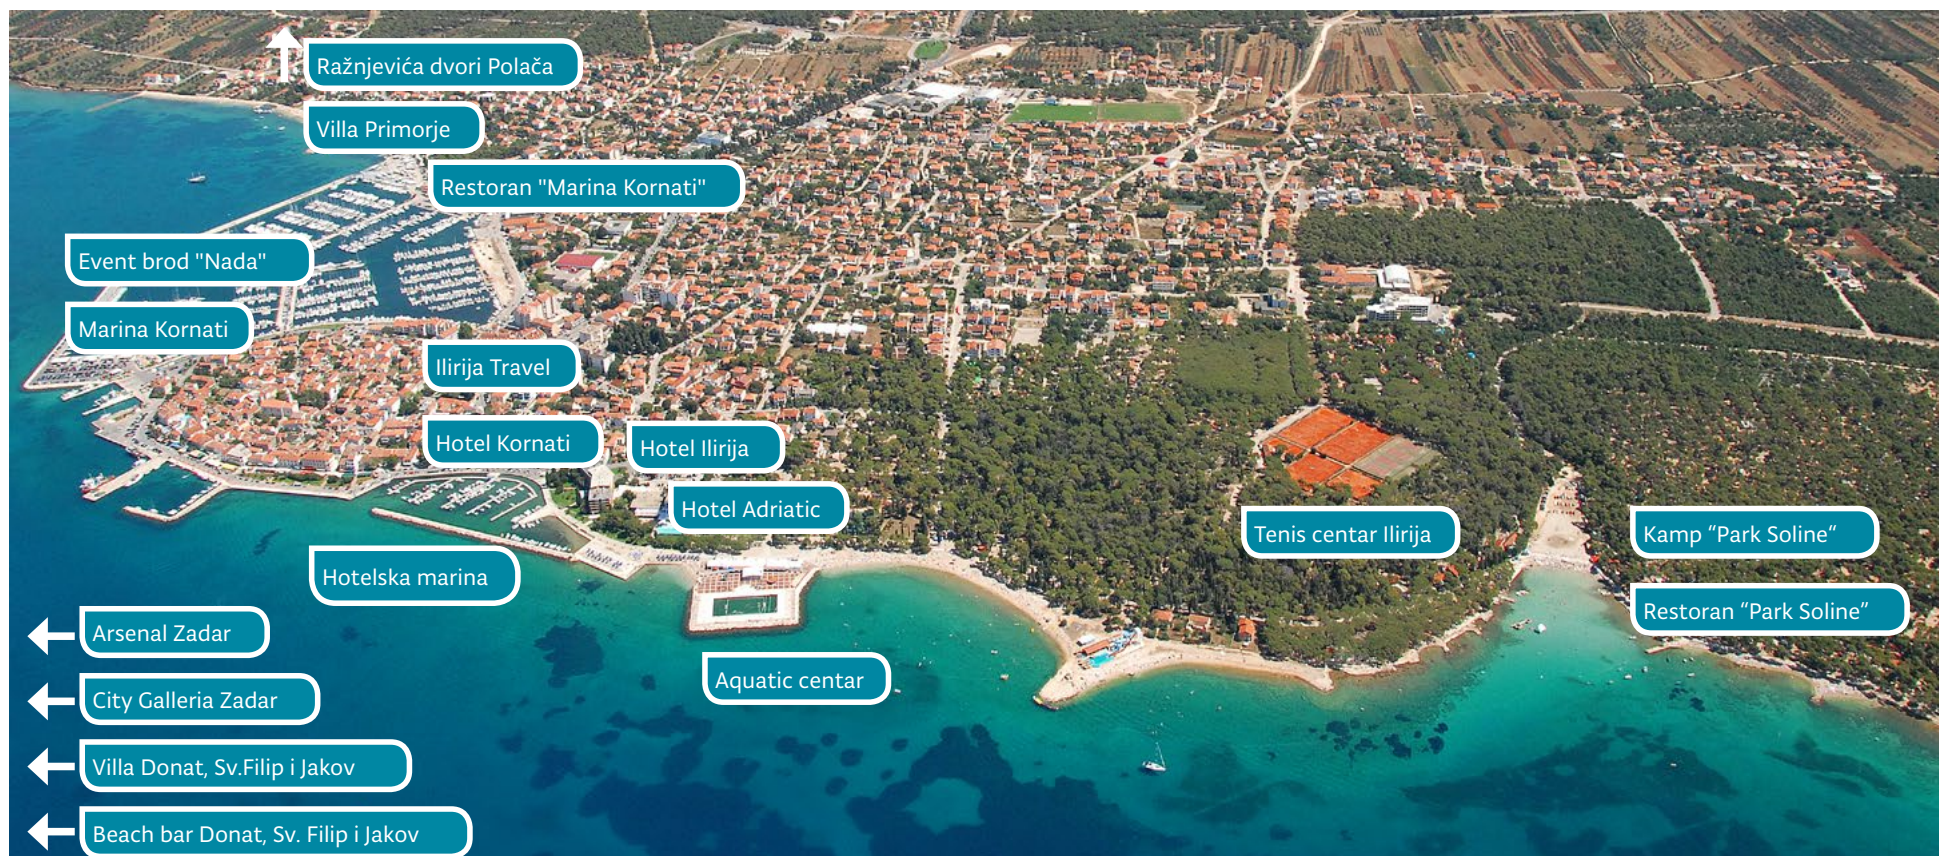 Ražnjevića dvori Polača
Villa Primorje
Restoran "Marina Kornati"
Event brod "Nada"
Marina Kornati
Ilirija Travel
Hotel Kornati
Hotel Ilirija
Hotel Adriatic
Tenis centar Ilirija
Kamp “Park Soline“
Hotelska marina
Restoran “Park Soline”
Arsenal Zadar
Aquatic centar
City Galleria Zadar
Villa Donat, Sv.Filip i Jakov
Beach bar Donat, Sv. Filip i Jakov